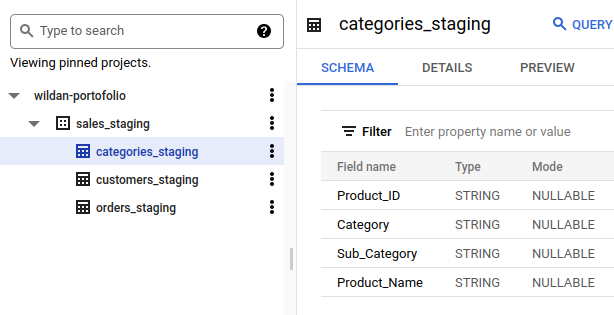 Type to search
Viewing pinned projects.
wildan-portofolio
sales_staging
categories_staging
customers_staging
orders_staging
categories_staging
QUERY
SCHEMA DETAILS PREVIEW
Filter Enter property name or value
Field name Type Mode
Product_ID STRING NULLABLE
Category STRING NULLABLE
Sub_Category STRING NULLABLE
Product_Name STRING NULLABLE